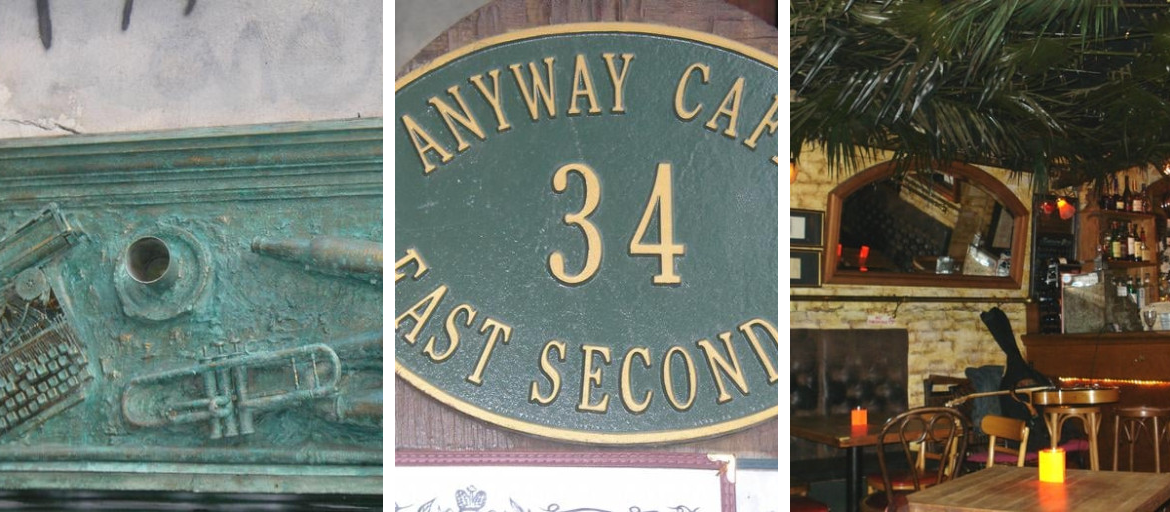 ANYWAY CAF
34
EAST SECOND